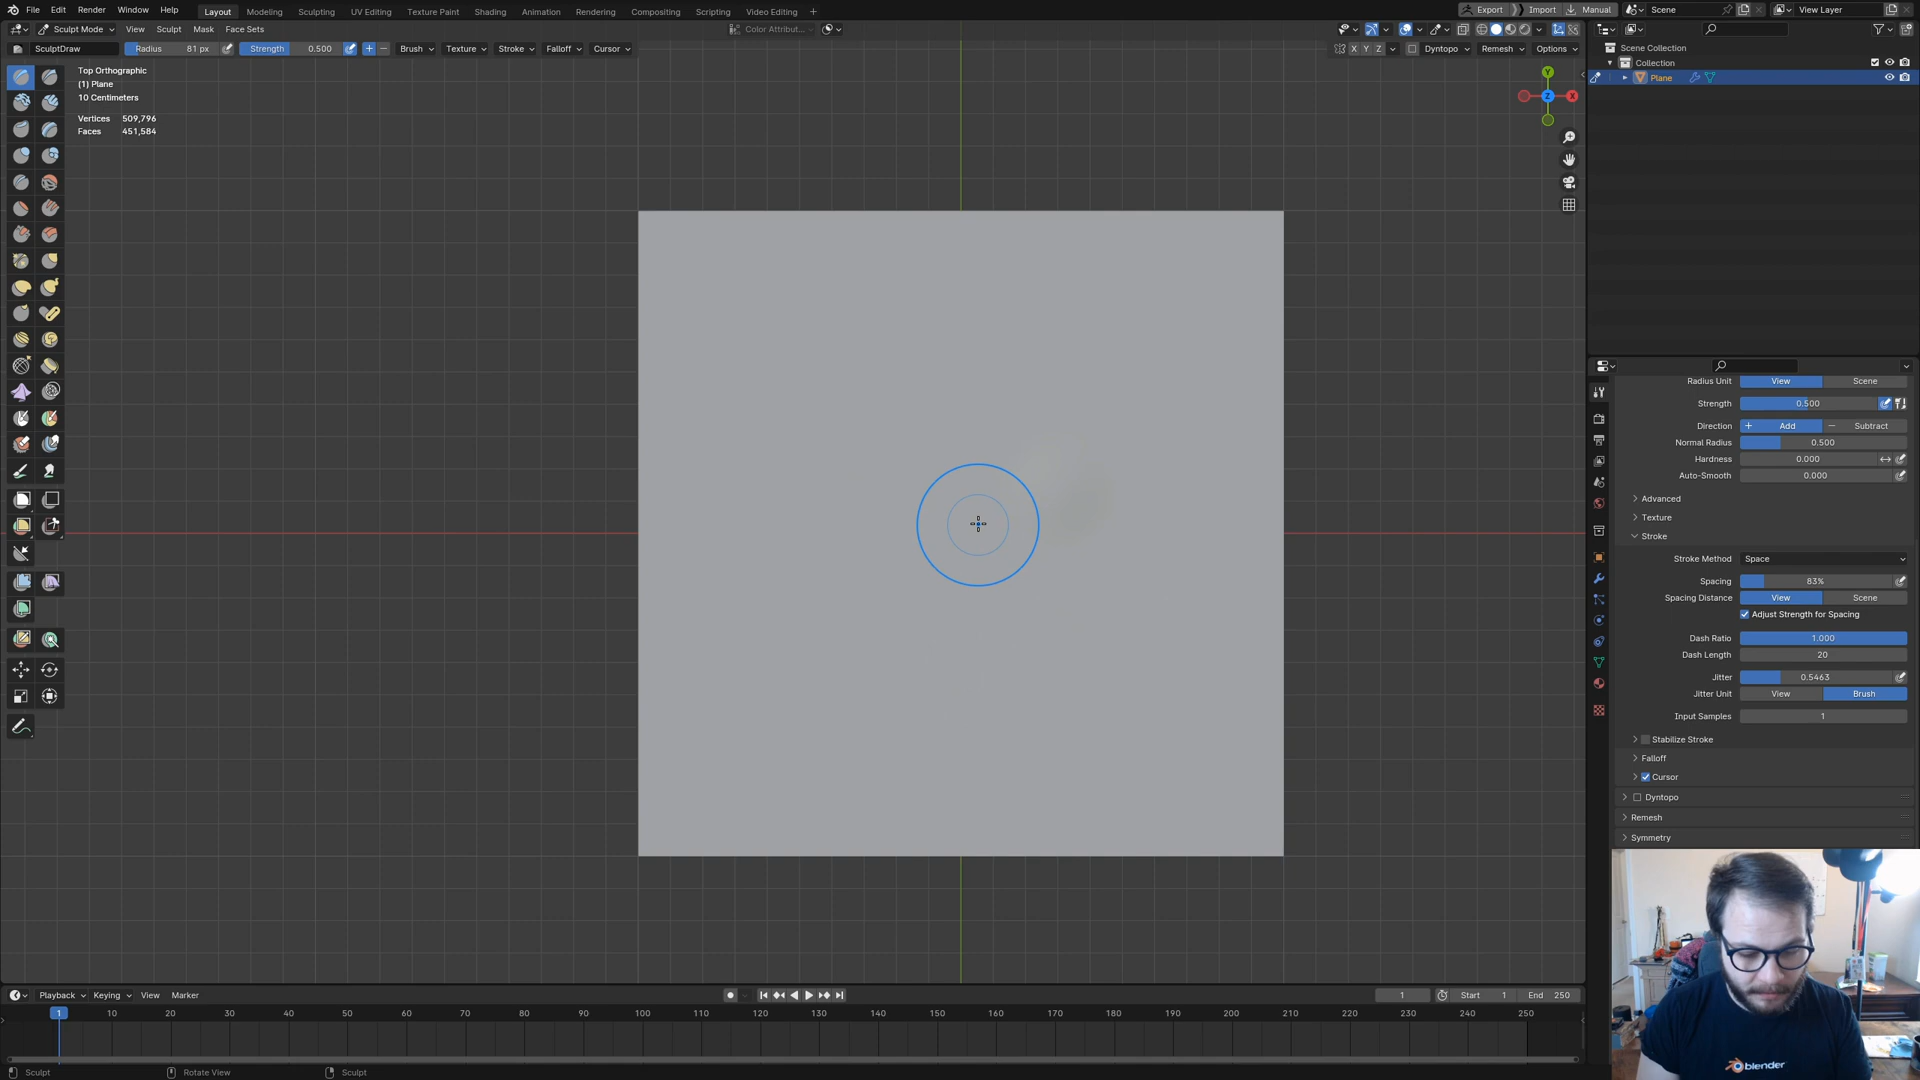 File Edit Render Window Help Layout Modeling Sculpting UV Editing Texture Paint Shading Animation Rendering Compositing Scripting Video Editing + Export Import Manual Scene View Layer
Sculpt Mode View Sculpt Mask Face Sets Color Attribut...
SculptDraw Radius 81 px Strength 0.500 Brush Texture Stroke Falloff Cursor X Y Z Dyntopo Remesh Options
Scene Collection
Collection
Plane
Top Orthographic
(1) Plane
10 Centimeters
Vertices 509,796
Faces 451,584
Y
Z
X
Radius Unit View Scene
Strength 0.500
Direction + Add − Subtract
Normal Radius 0.500
Hardness 0.000
Auto-Smooth 0.000
Advanced
Texture
Stroke
Stroke Method Space
Spacing 83%
Spacing Distance View Scene
Adjust Strength for Spacing
Dash Ratio 1.000
Dash Length 20
Jitter 0.5463
Jitter Unit View Brush
Input Samples 1
Stabilize Stroke
Falloff
Cursor
Dyntopo
Remesh
Symmetry
blender
Playback Keying View Marker 1 Start 1 End 250
1 10 20 30 40 50 60 70 80 90 100 110 120 130 140 150 160 170 180 190 200 210 220 230 240 250
Sculpt Rotate View Sculpt